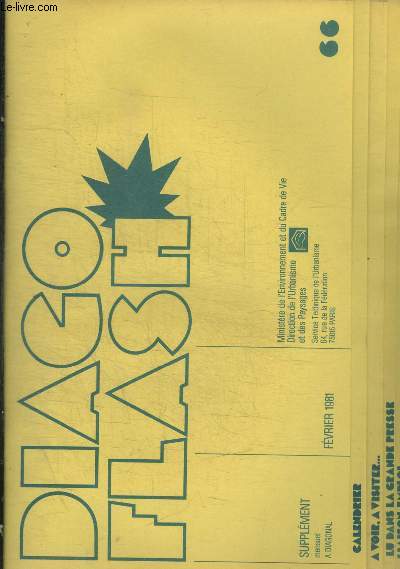 le-livre.com
DIAGO
FLASH
66
SUPPLÉMENT
mensuel
A DIAGONAL
FÉVRIER 1981
Ministère de l'Environnement et du Cadre de Vie
Direction de l'Urbanisme
et des Paysages
Service Technique de l'Urbanisme
64, rue de la Fédération
75015 PARIS
CALENDRIER
A VOIR, A VISITER...
LU DANS LA GRANDE PRESSE